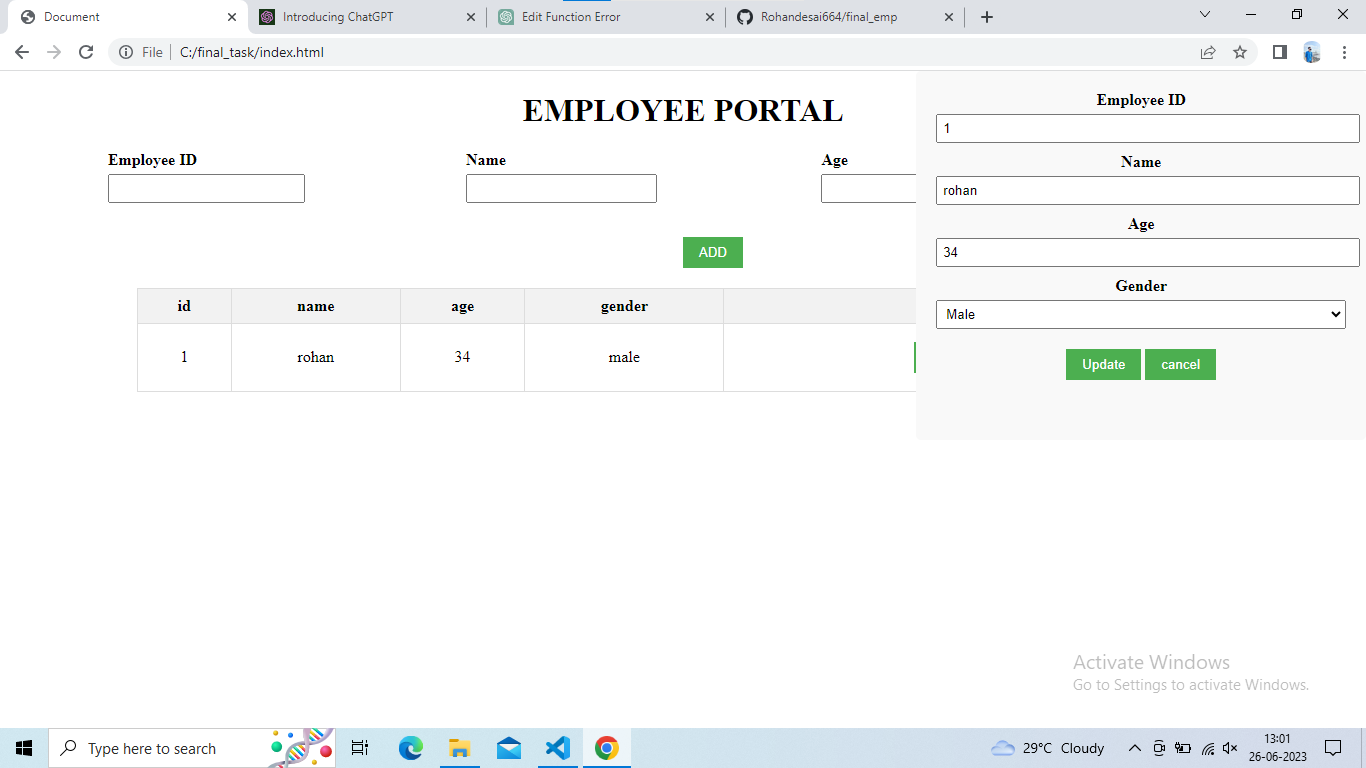 Document
Introducing ChatGPT
Edit Function Error
Rohandesai664/final_emp
File
C:/final_task/index.html
EMPLOYEE PORTAL
Employee ID
Name
Age
ADD
id name age gender
1 rohan 34 male
Employee ID
1
Name
rohan
Age
34
Gender
Male
Update cancel
Activate Windows
Go to Settings to activate Windows.
Type here to search
29°C Cloudy
13:01
26-06-2023